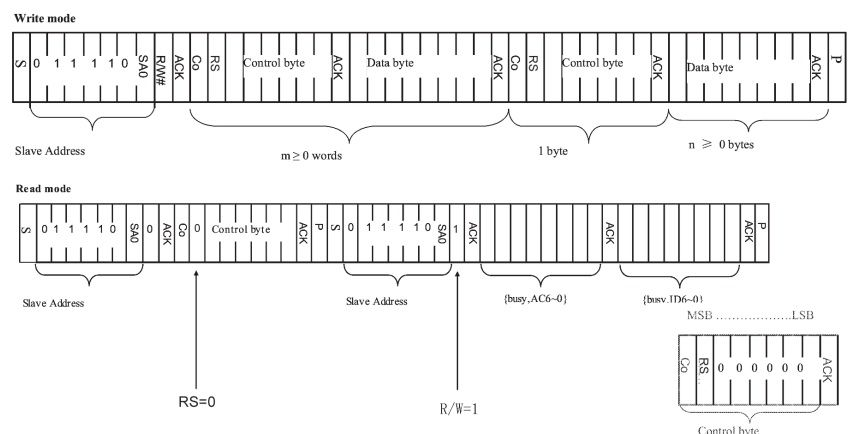 Write mode
S 0 1 1 1 1 0 SA0 R/W# ACK Co RS Control byte ACK Data byte ACK Co RS Control byte ACK Data byte ACK P
Slave Address
m ≥ 0 words
1 byte
n ≥ 0 bytes
Read mode
S 0 1 1 1 1 0 SA0 0 ACK Co 0 Control byte ACK P S 0 1 1 1 1 0 SA0 1 ACK ACK ACK P
Slave Address
Slave Address
{busy,AC6~0}
{busy,ID6~0}
MSB ...................LSB
Co RS 0 0 0 0 0 0 ACK
Control byte
RS=0
R/W=1